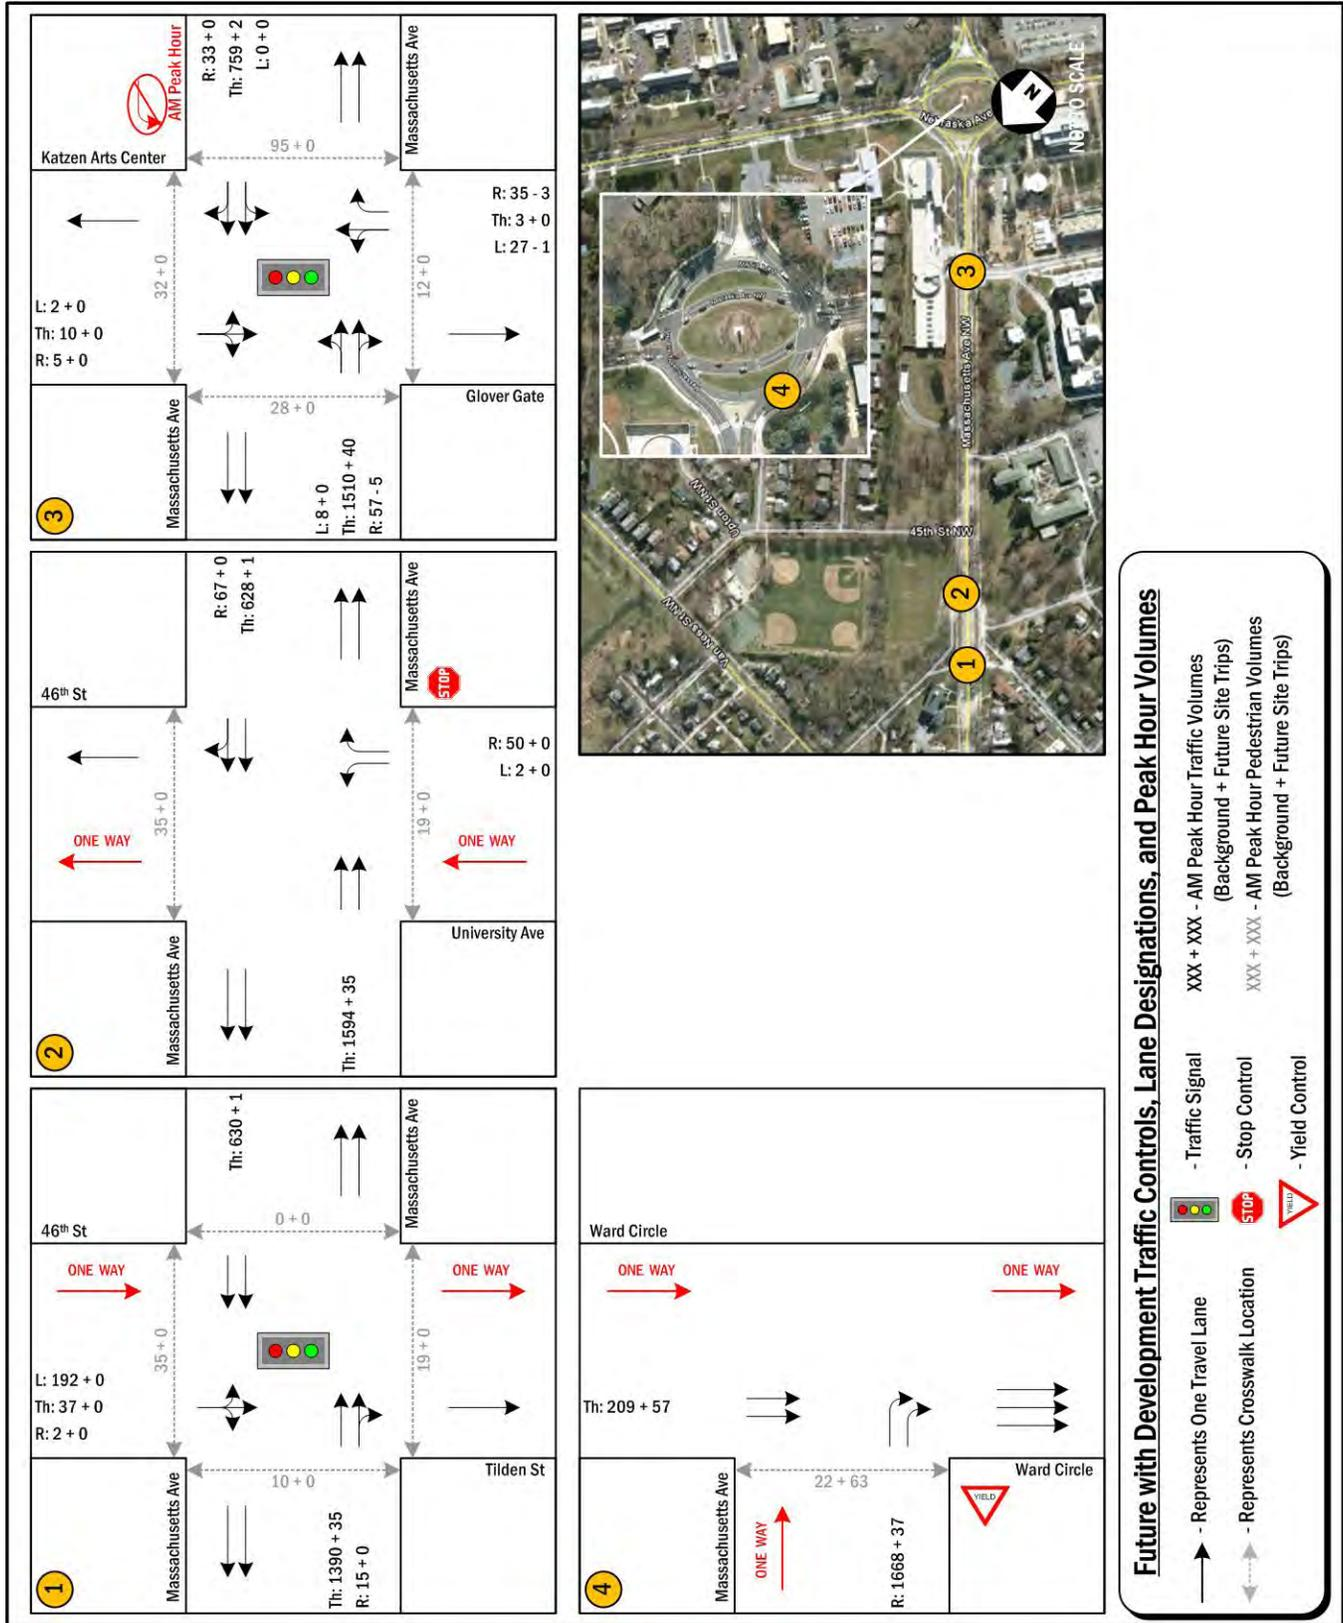 1
46th St
Massachusetts Ave
Massachusetts Ave
Tilden St
ONE WAY
ONE WAY
L: 192 + 0
Th: 37 + 0
R: 2 + 0
Th: 630 + 1
Th: 1390 + 35
R: 15 + 0
35 + 0
0 + 0
19 + 0
10 + 0
2
46th St
Massachusetts Ave
Massachusetts Ave
University Ave
ONE WAY
ONE WAY
STOP
R: 67 + 0
Th: 628 + 1
R: 50 + 0
L: 2 + 0
Th: 1594 + 35
35 + 0
19 + 0
3
Katzen Arts Center
Massachusetts Ave
Massachusetts Ave
Glover Gate
AM Peak Hour
R: 33 + 0
Th: 759 + 2
L: 0 + 0
L: 2 + 0
Th: 10 + 0
R: 5 + 0
R: 35 - 3
Th: 3 + 0
L: 27 - 1
L: 8 + 0
Th: 1510 + 40
R: 57 - 5
32 + 0
95 + 0
12 + 0
28 + 0
4
Ward Circle
Massachusetts Ave
Ward Circle
ONE WAY
ONE WAY
ONE WAY
YIELD
Th: 209 + 57
R: 1668 + 37
22 + 63
Van Ness St NW
Upton St NW
45th St NW
Massachusetts Ave NW
Nebraska Ave
1
2
3
4
N
NOT TO SCALE
Future with Development Traffic Controls, Lane Designations, and Peak Hour Volumes
- Represents One Travel Lane
- Represents Crosswalk Location
- Traffic Signal
STOP
- Stop Control
YIELD
- Yield Control
XXX + XXX - AM Peak Hour Traffic Volumes
(Background + Future Site Trips)
XXX + XXX - AM Peak Hour Pedestrian Volumes
(Background + Future Site Trips)